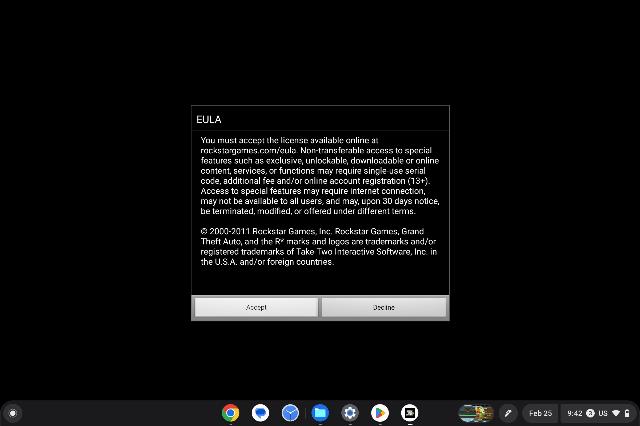 EULA
You must accept the license available online at
rockstargames.com/eula. Non-transferable access to special
features such as exclusive, unlockable, downloadable or online
content, services, or functions may require single-use serial
code, additional fee and/or online account registration (13+).
Access to special features may require internet connection,
may not be available to all users, and may, upon 30 days notice,
be terminated, modified, or offered under different terms.
© 2000-2011 Rockstar Games, Inc. Rockstar Games, Grand
Theft Auto, and the R* marks and logos are trademarks and/or
registered trademarks of Take Two Interactive Software, Inc. in
the U.S.A. and/or foreign countries.
Accept Decline
Feb 25 9:42 US